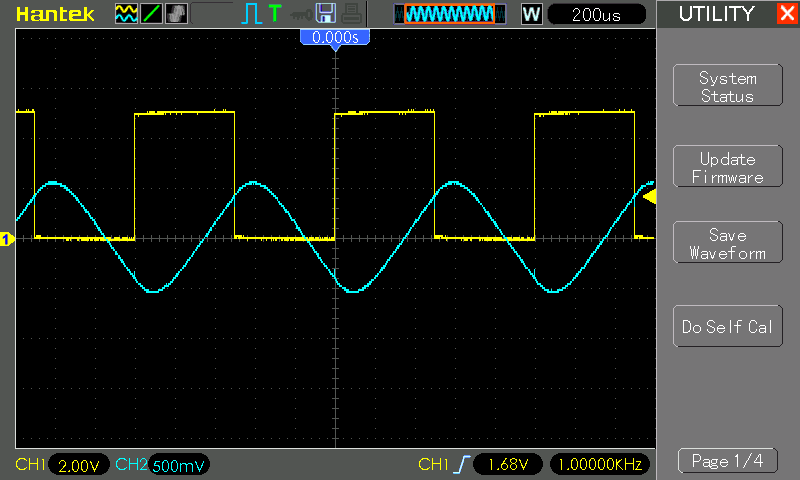 Hantek
T
W
200us
UTILITY
0.000s
System
Status
Update
Firmware
Save
Waveform
Do Self Cal
1
CH1 2.00V CH2 500mV CH1 1.68V 1.00000KHz
Page 1/4